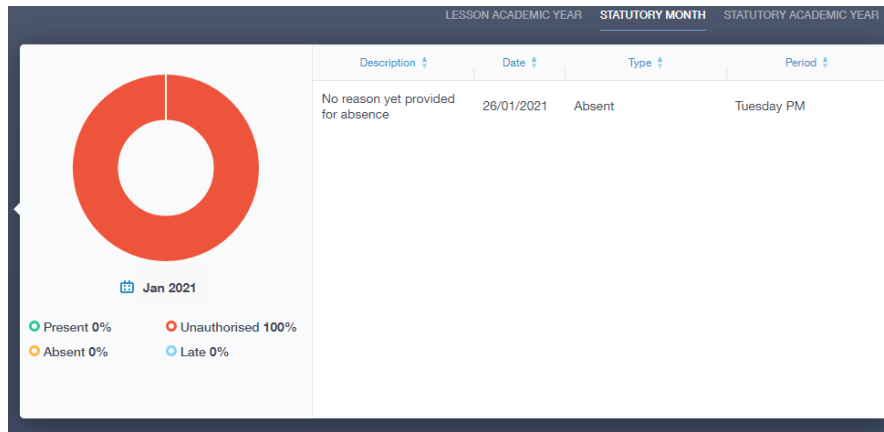 LESSON ACADEMIC YEAR STATUTORY MONTH STATUTORY ACADEMIC YEAR
Description Date Type Period
No reason yet provided
for absence 26/01/2021 Absent Tuesday PM
Jan 2021
Present 0% Unauthorised 100%
Absent 0% Late 0%